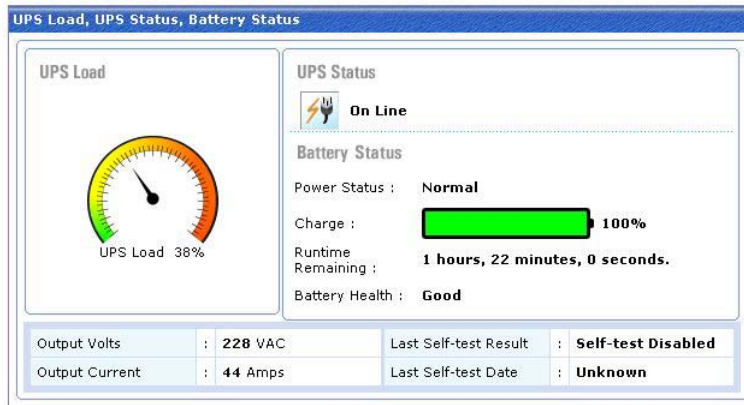 UPS Load, UPS Status, Battery Status
UPS Load
UPS Load 38%
UPS Status
On Line
Battery Status
Power Status : Normal
Charge : 100%
Runtime
Remaining : 1 hours, 22 minutes, 0 seconds.
Battery Health : Good
Output Volts : 228 VAC Last Self-test Result : Self-test Disabled
Output Current : 44 Amps Last Self-test Date : Unknown